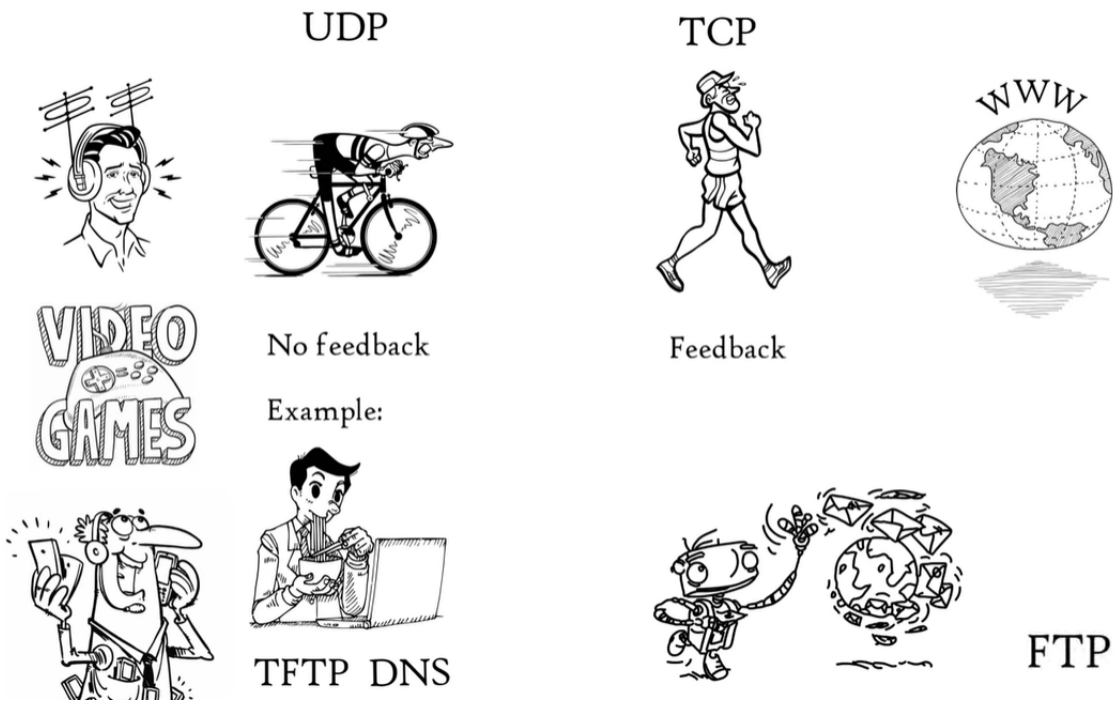 UDP
TCP
WWW
VIDEO
GAMES
No feedback
Feedback
Example:
TFTP DNS
FTP